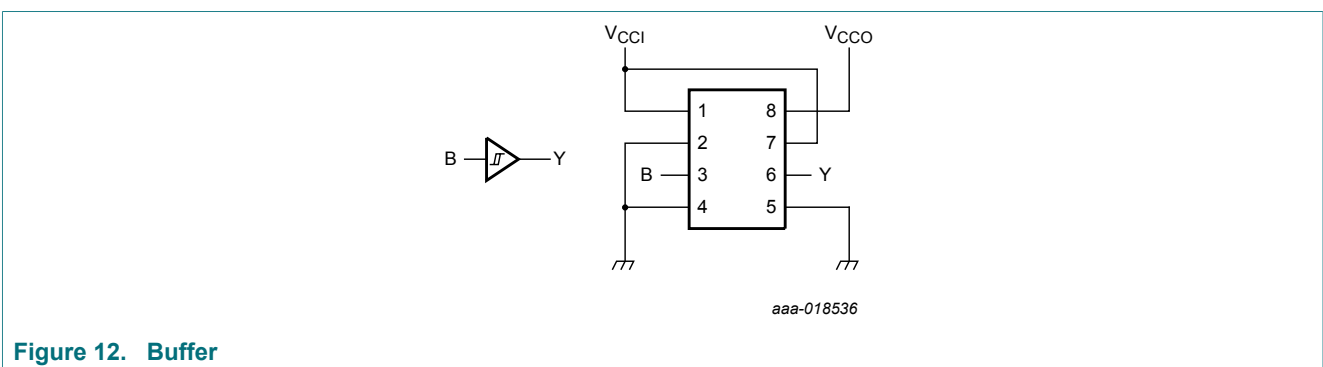 VCCI VCCO
1 8
2 7
B Y B 3 6 Y
4 5
aaa-018536
Figure 12. Buffer